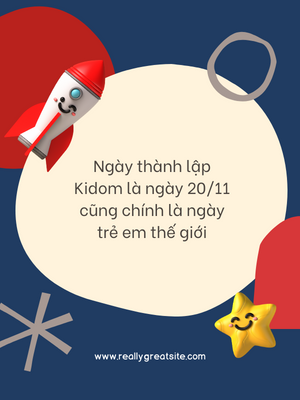 Ngày thành lập
Kidom là ngày 20/11
cũng chính là ngày
trẻ em thế giới
www.reallygreatsite.com